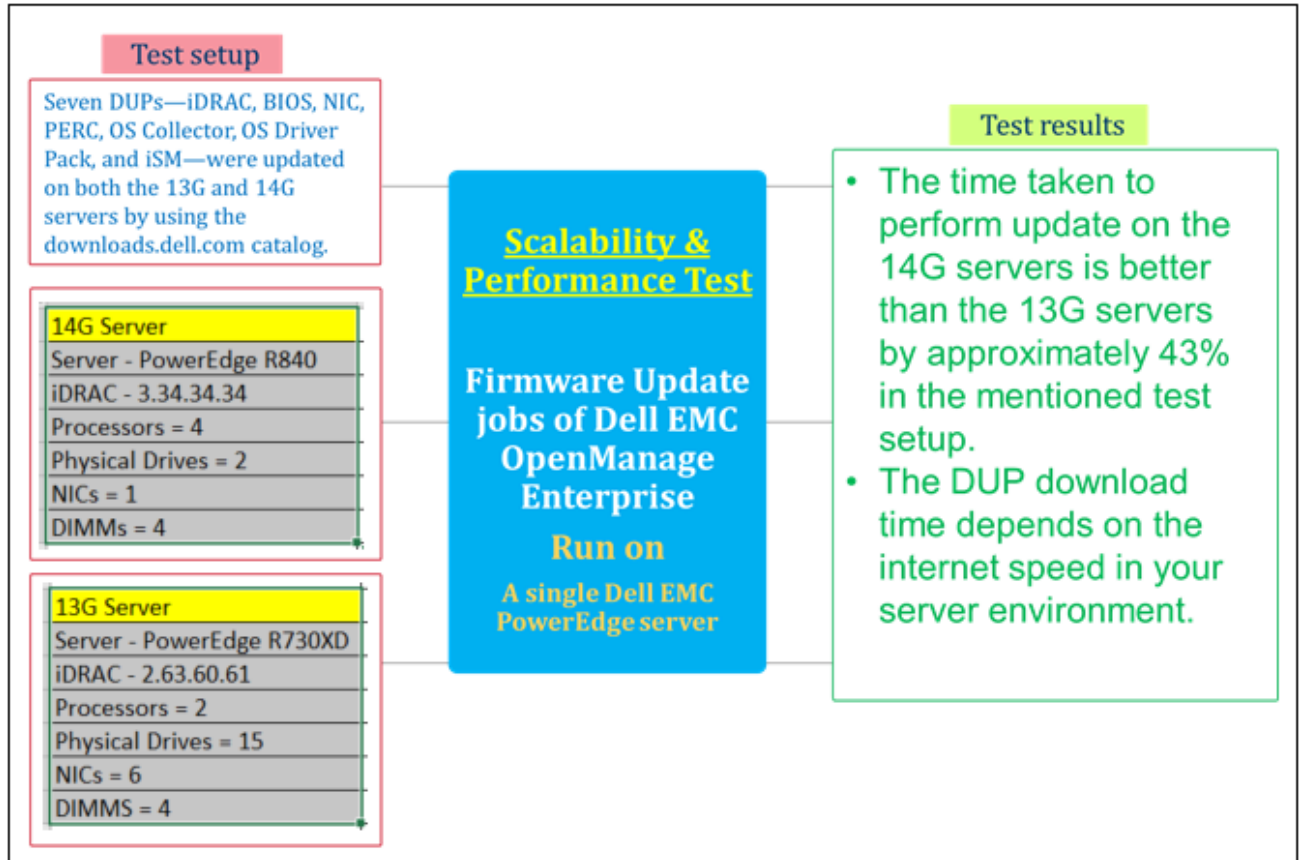 Test setup
Seven DUPs—iDRAC, BIOS, NIC,
PERC, OS Collector, OS Driver
Pack, and iSM—were updated
on both the 13G and 14G
servers by using the
downloads.dell.com catalog.
14G Server
Server - PowerEdge R840
iDRAC - 3.34.34.34
Processors = 4
Physical Drives = 2
NICs = 1
DIMMs = 4
13G Server
Server - PowerEdge R730XD
iDRAC - 2.63.60.61
Processors = 2
Physical Drives = 15
NICs = 6
DIMMS = 4
Scalability &
Performance Test
Firmware Update
jobs of Dell EMC
OpenManage
Enterprise
Run on
A single Dell EMC
PowerEdge server
Test results
• The time taken to
perform update on the
14G servers is better
than the 13G servers
by approximately 43%
in the mentioned test
setup.
• The DUP download
time depends on the
internet speed in your
server environment.